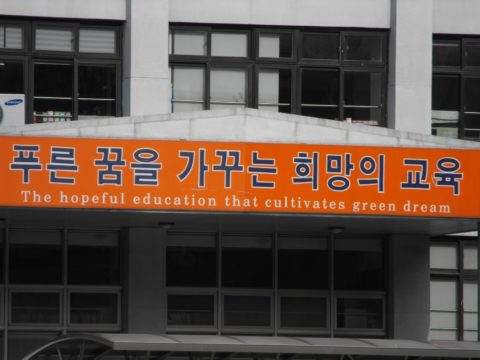 푸른 꿈을 가꾸는 희망의 교육
The hopeful education that cultivates green dream
SAMSUNG